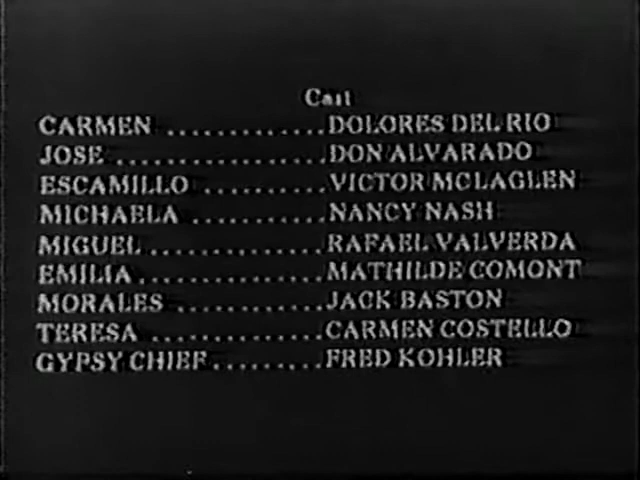 Cast
CARMEN ..............DOLORES DEL RIO
JOSE ..................DON ALVARADO
ESCAMILLO ..........VICTOR MCLAGLEN
MICHAELA ...........NANCY NASH
MIGUEL...............RAFAEL VALVERDA
EMILIA................MATHILDE COMONT
MORALES ............JACK BASTON
TERESA ..............CARMEN COSTELLO
GYPSY CHIEF.........FRED KOHLER